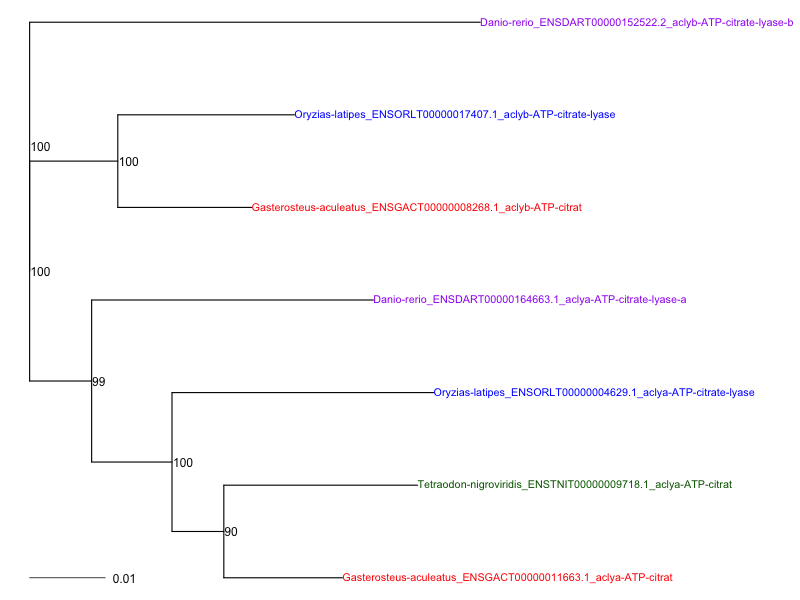 Danio-rerio_ENSDART00000152522.2_aclyb-ATP-citrate-lyase-b
Oryzias-latipes_ENSORLT00000017407.1_aclyb-ATP-citrate-lyase
100
100
Gasterosteus-aculeatus_ENSGACT00000008268.1_aclyb-ATP-citrat
100
Danio-rerio_ENSDART00000164663.1_aclya-ATP-citrate-lyase-a
99
Oryzias-latipes_ENSORLT00000004629.1_aclya-ATP-citrate-lyase
100
Tetraodon-nigroviridis_ENSTNIT00000009718.1_aclya-ATP-citrat
90
Gasterosteus-aculeatus_ENSGACT00000011663.1_aclya-ATP-citrat
0.01